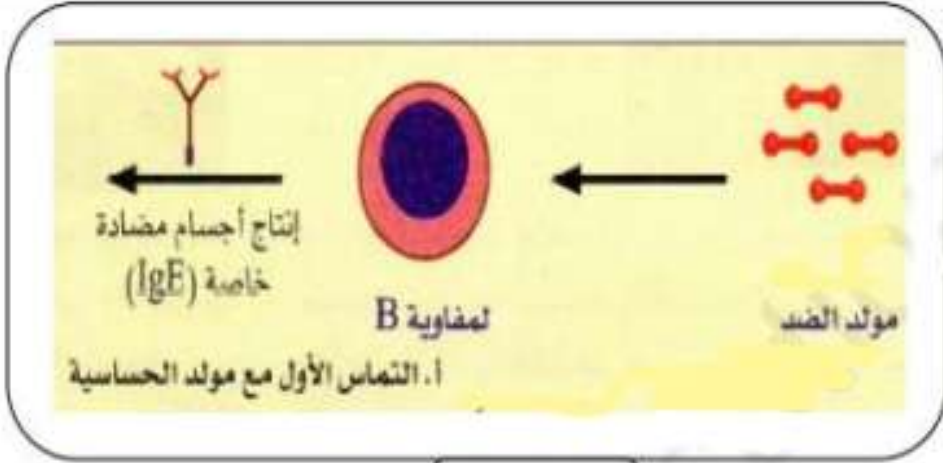 إنتاج أجسام مضادة
خاصة (IgE)
لمفاوية B
مولد الضد
أ. التماس الأول مع مولد الحساسية